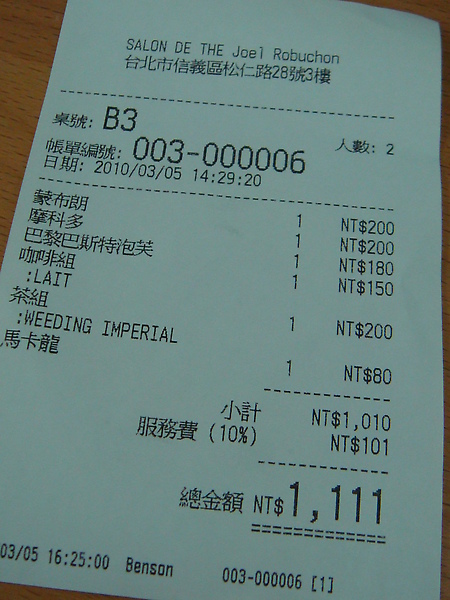 SALON DE THE Joel Robuchon
台北市信義區松仁路28號3樓
桌號: B3 人數: 2
帳單編號: 003-000006
日期: 2010/03/05 14:29:20
蒙布朗 1 NT$200
摩科多 1 NT$200
巴黎巴斯特泡芙 1 NT$180
咖啡組 1 NT$150
:LAIT
茶組 1 NT$200
:WEEDING IMPERIAL
馬卡龍 1 NT$80
小計 NT$1,010
服務費 (10%) NT$101
總金額 NT$1,111
03/05 16:25:00 Benson 003-000006 [1]